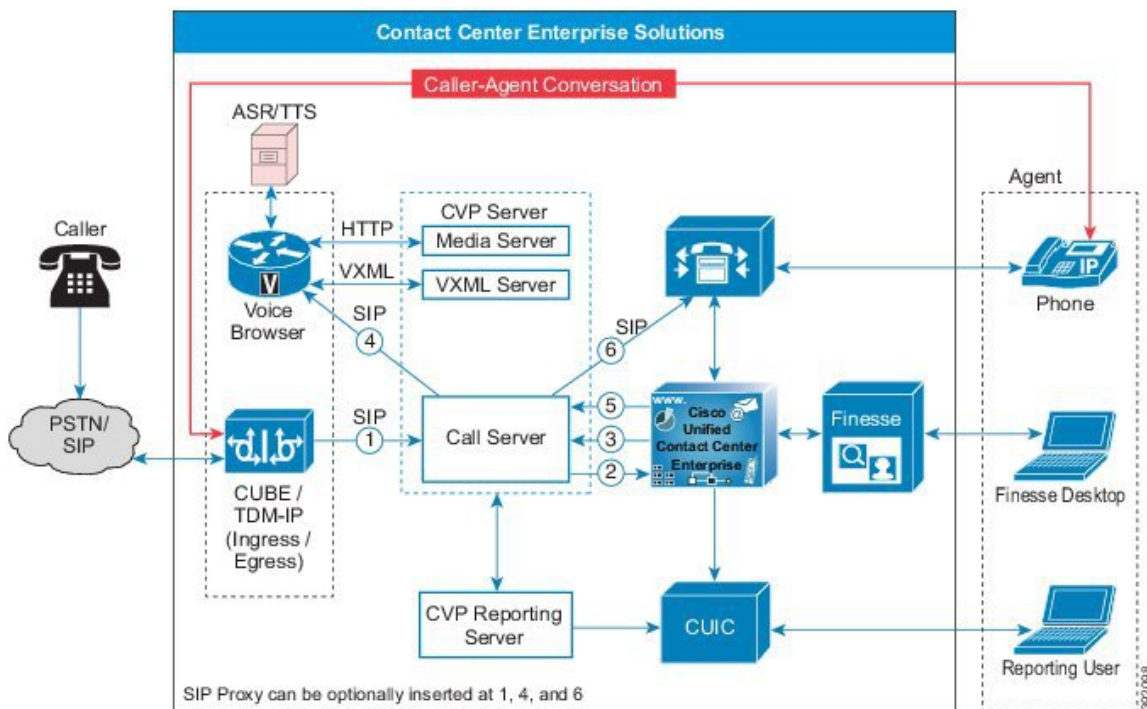 Contact Center Enterprise Solutions
Caller-Agent Conversation
ASR/TTS
Agent
Caller
CVP Server
HTTP
Media Server
VXML
VXML Server
IP
Phone
V
Voice
Browser
SIP
4
SIP
6
PSTN/
SIP
SIP
1
Call Server
5
3
2
www.
@
Cisco
Unified
Contact Center
Enterprise
Finesse
Finesse Desktop
CUBE /
TDM-IP
(Ingress /
Egress)
CVP Reporting
Server
CUIC
Reporting User
SIP Proxy can be optionally inserted at 1, 4, and 6